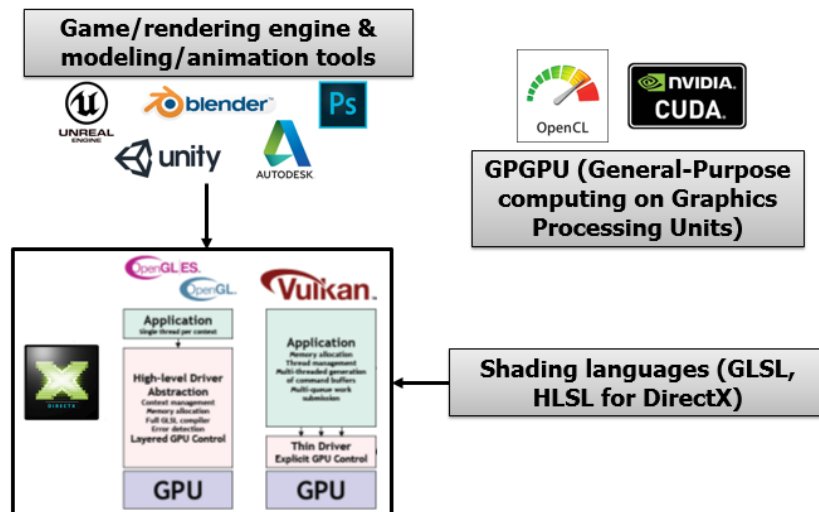 Game/rendering engine &
modeling/animation tools
UNREAL
ENGINE
blender™
Ps
unity
AUTODESK
OpenCL
NVIDIA.
CUDA.
GPGPU (General-Purpose
computing on Graphics
Processing Units)
DIRECTX
OpenGL|ES.
OpenGL.
Application
Single thread per context
High-level Driver
Abstraction
Context management
Memory allocation
Full GLSL compiler
Error detection
Layered GPU Control
GPU
Vulkan™
Application
Memory allocation
Thread management
Multi-threaded generation
of command buffers
Multi-queue work
submission
Thin Driver
Explicit GPU Control
GPU
Shading languages (GLSL,
HLSL for DirectX)